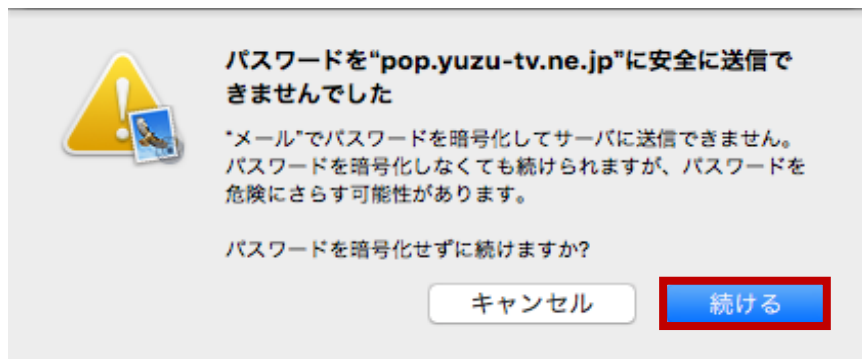 パスワードを“pop.yuzu-tv.ne.jp”に安全に送信で
きませんでした
“メール”でパスワードを暗号化してサーバに送信できません。
パスワードを暗号化しなくても続けられますが、パスワードを
危険にさらす可能性があります。
パスワードを暗号化せずに続けますか?
キャンセル
続ける